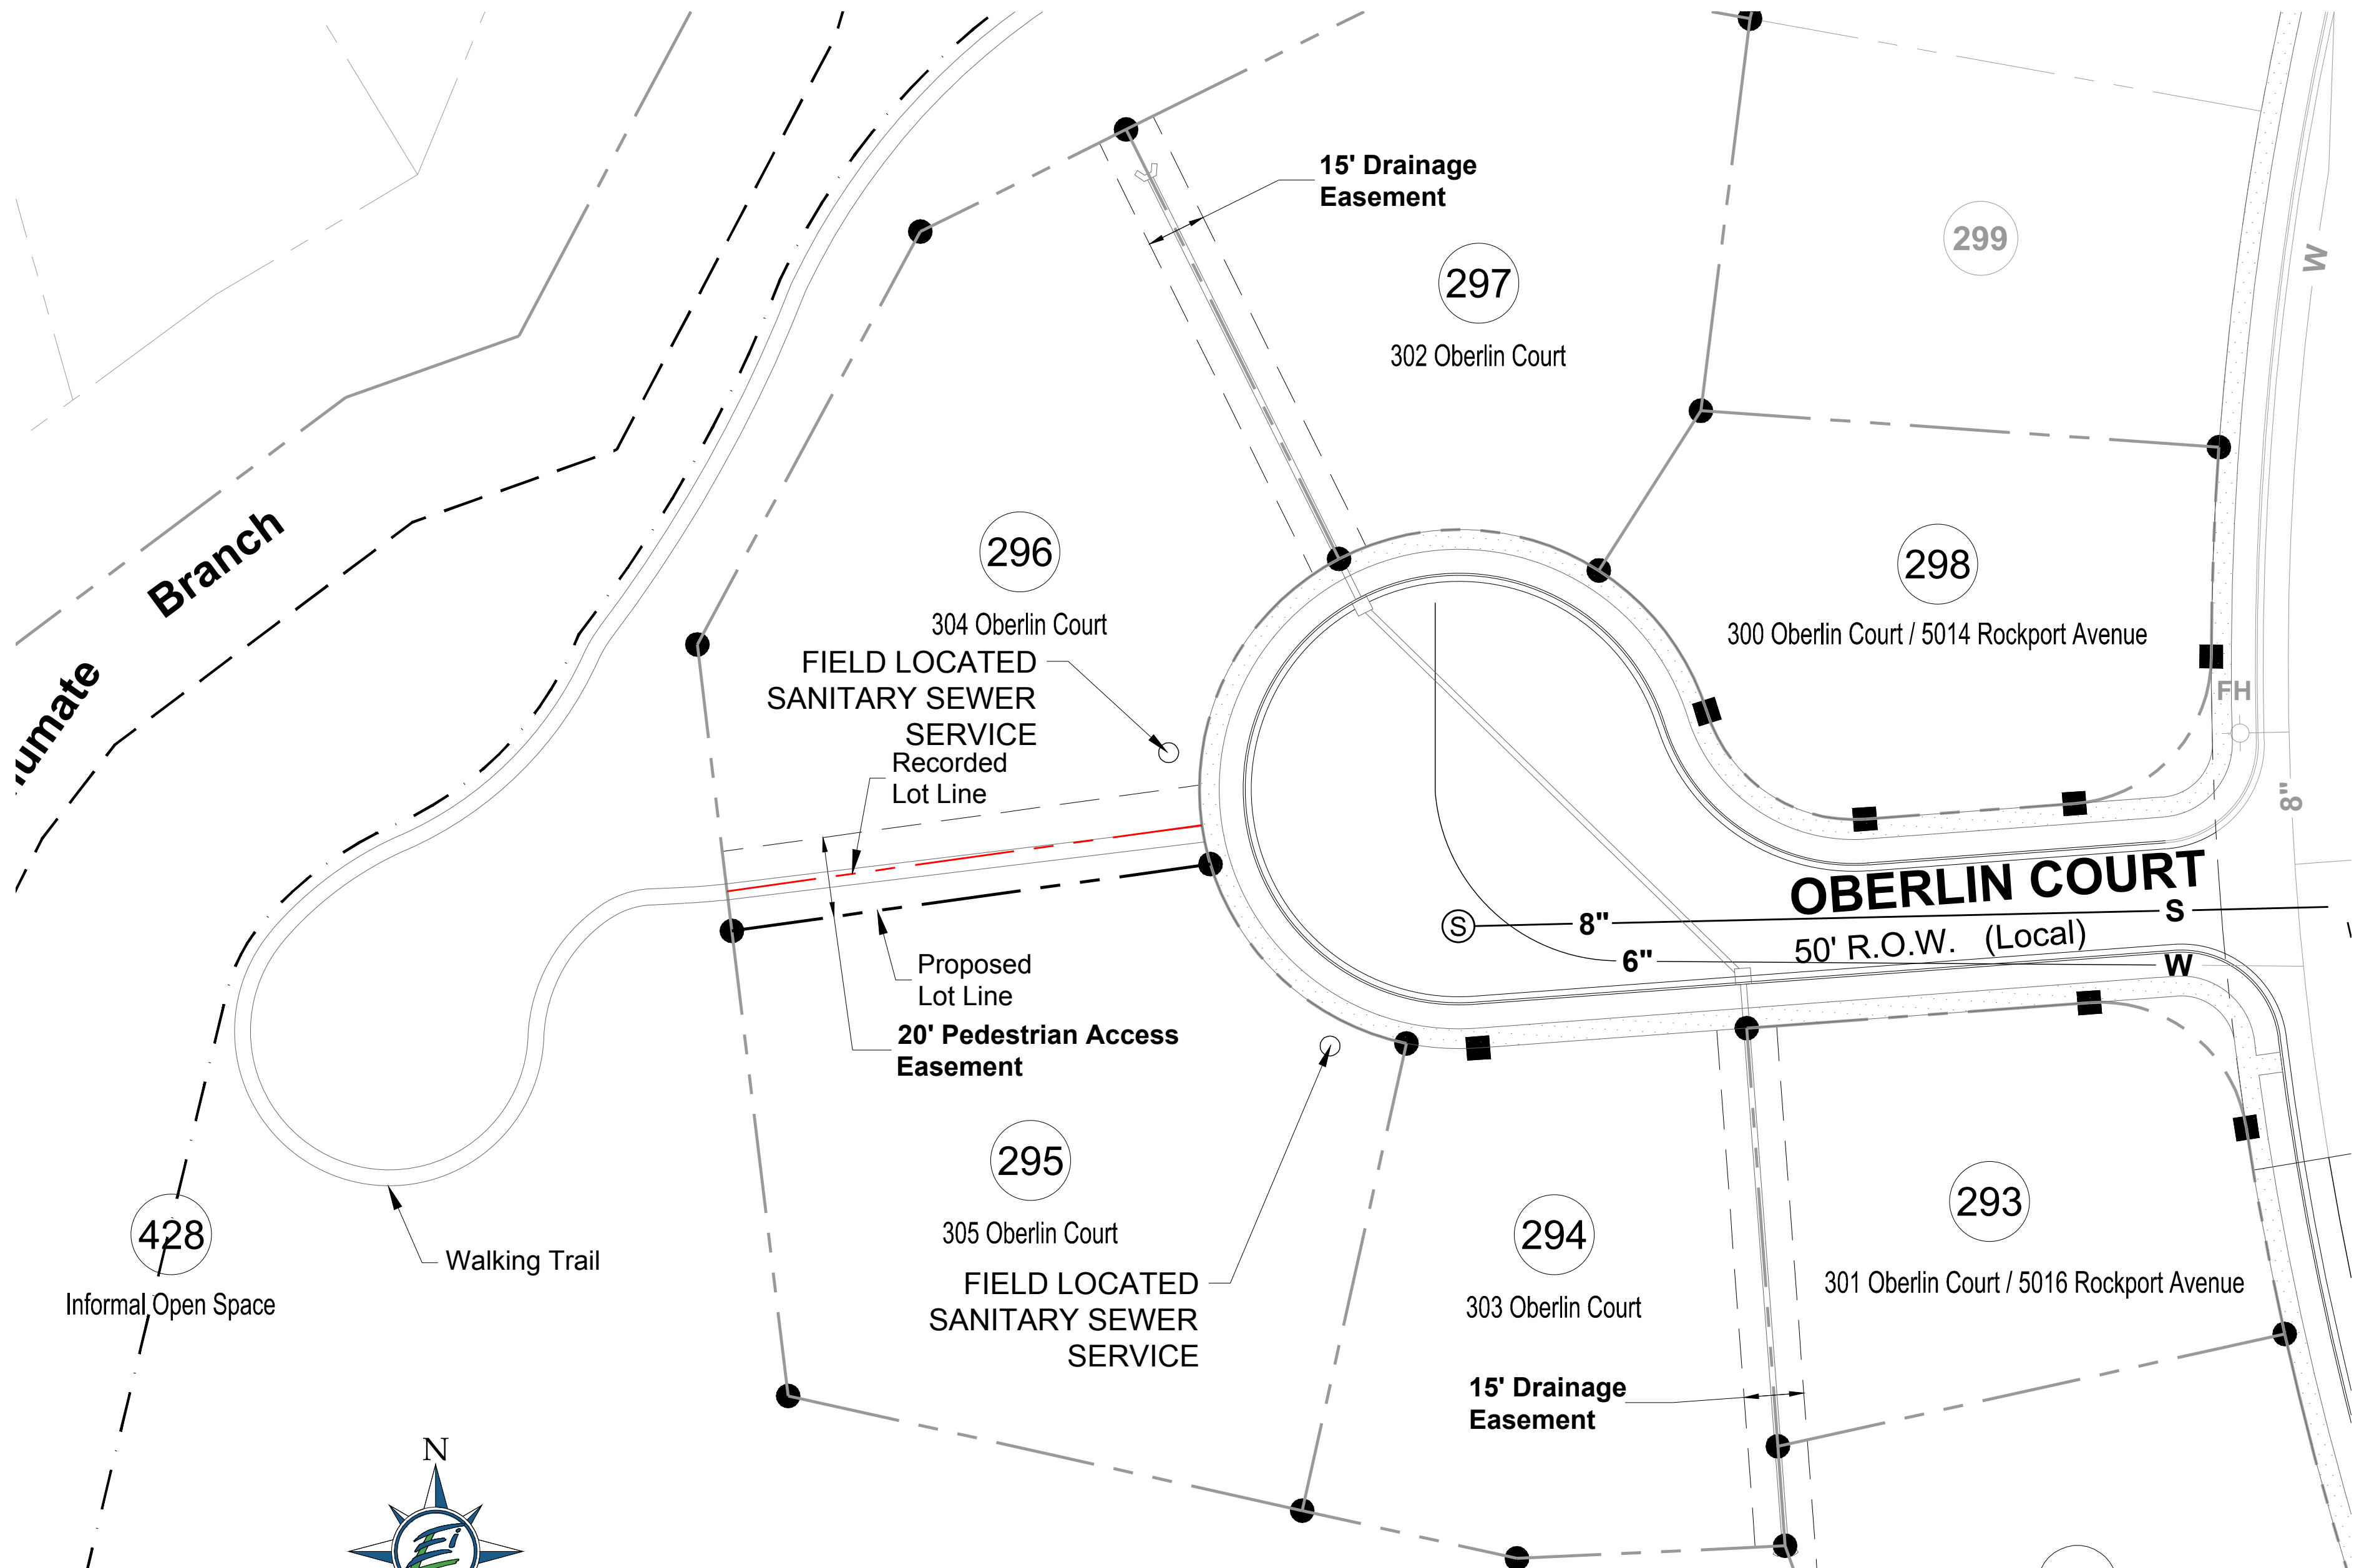 15' Drainage
Easement
297
302 Oberlin Court
299
W
Branch
296
304 Oberlin Court
FIELD LOCATED
SANITARY SEWER
SERVICE
Recorded
Lot Line
298
300 Oberlin Court / 5014 Rockport Avenue
FH
8"
OBERLIN COURT
S
8"
S
50' R.O.W. (Local)
6"
W
Proposed
Lot Line
20' Pedestrian Access
Easement
295
305 Oberlin Court
FIELD LOCATED
SANITARY SEWER
SERVICE
294
303 Oberlin Court
293
301 Oberlin Court / 5016 Rockport Avenue
15' Drainage
Easement
428
Informal Open Space
Walking Trail
N